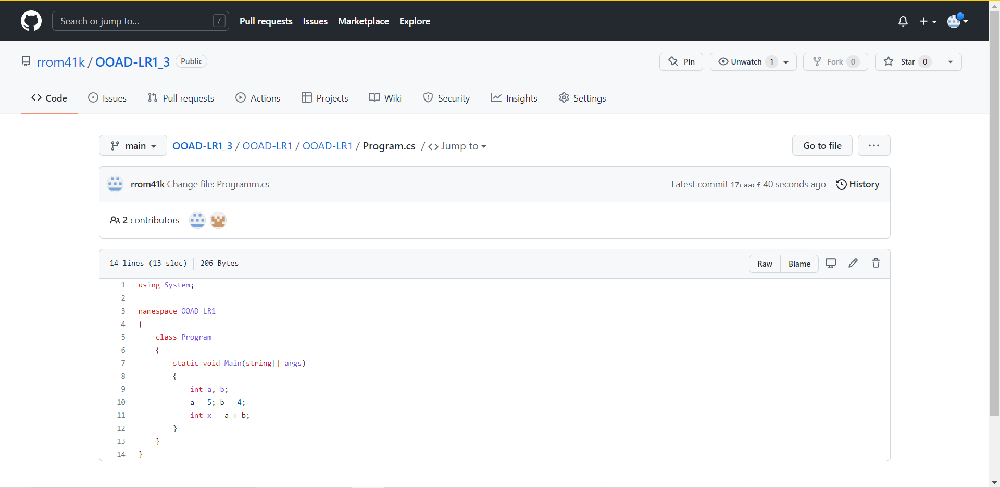 Search or jump to... / Pull requests Issues Marketplace Explore
rrom41k / OOAD-LR1_3 Public Pin Unwatch 1 Fork 0 Star 0
Code Issues Pull requests Actions Projects Wiki Security Insights Settings
main OOAD-LR1_3 / OOAD-LR1 / OOAD-LR1 / Program.cs / <> Jump to Go to file ...
rrom41k Change file: Programm.cs Latest commit 17caacf 40 seconds ago History
2 contributors
14 lines (13 sloc) 206 Bytes Raw Blame
1 using System;
2
3 namespace OOAD_LR1
4 {
5 class Program
6 {
7 static void Main(string[] args)
8 {
9 int a, b;
10 a = 5; b = 4;
11 int x = a + b;
12 }
13 }
14 }